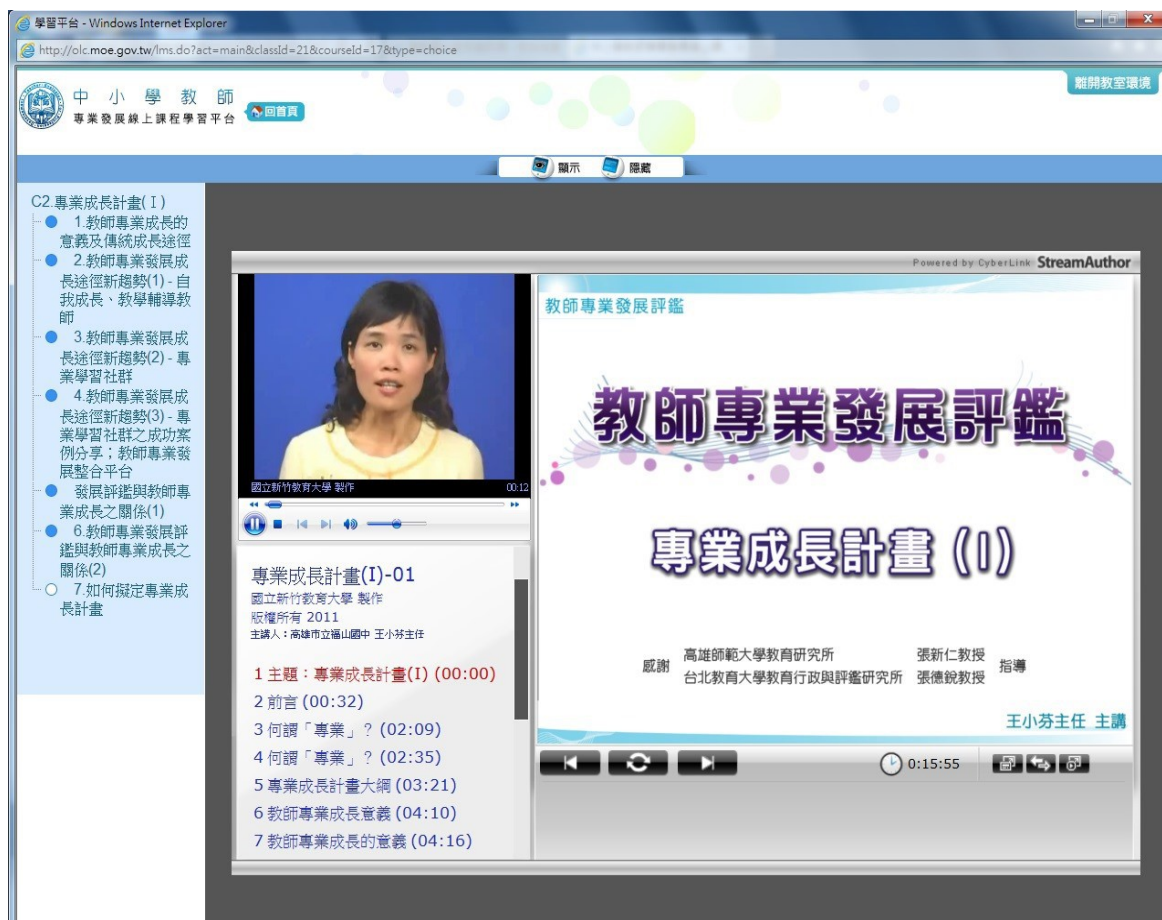 學習平台 - Windows Internet Explorer
http://olc.moe.gov.tw/lms.do?act=main&classId=21&courseId=17&type=choice
中小學教師
專業發展線上課程學習平台
回首頁
離開教室環境
顯示
隱藏
C2.專業成長計畫(I)
1.教師專業成長的
意義及傳統成長途徑
2.教師專業發展成
長途徑新趨勢(1) - 自
我成長、教學輔導教
師
3.教師專業發展成
長途徑新趨勢(2) - 專
業學習社群
4.教師專業發展成
長途徑新趨勢(3) - 專
業學習社群之成功案
例分享；教師專業發
展整合平台
發展評鑑與教師專
業成長之關係(1)
6.教師專業發展評
鑑與教師專業成長之
關係(2)
7.如何擬定專業成
長計畫
Powered by CyberLink StreamAuthor
國立新竹教育大學 製作
00:12
專業成長計畫(I)-01
國立新竹教育大學 製作
版權所有 2011
主講人：高雄市立福山國中 王小芬主任
1 主題：專業成長計畫(I) (00:00)
2 前言 (00:32)
3 何謂「專業」？ (02:09)
4 何謂「專業」？ (02:35)
5 專業成長計畫大綱 (03:21)
6 教師專業成長意義 (04:10)
7 教師專業成長的意義 (04:16)
教師專業發展評鑑
教師專業發展評鑑
專業成長計畫 (I)
感謝 高雄師範大學教育研究所 張新仁教授 指導
台北教育大學教育行政與評鑑研究所 張德銳教授
王小芬主任 主講
0:15:55